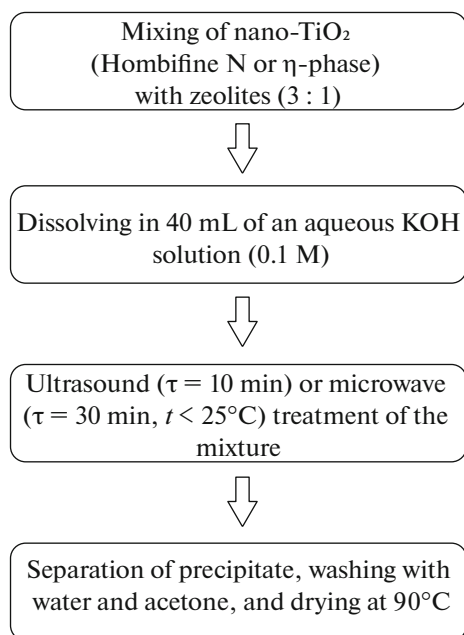 Mixing of nano-TiO₂
(Hombifine N or η-phase)
with zeolites (3 : 1)
Dissolving in 40 mL of an aqueous KOH
solution (0.1 M)
Ultrasound (τ = 10 min) or microwave
(τ = 30 min, t < 25°C) treatment of the
mixture
Separation of precipitate, washing with
water and acetone, and drying at 90°C